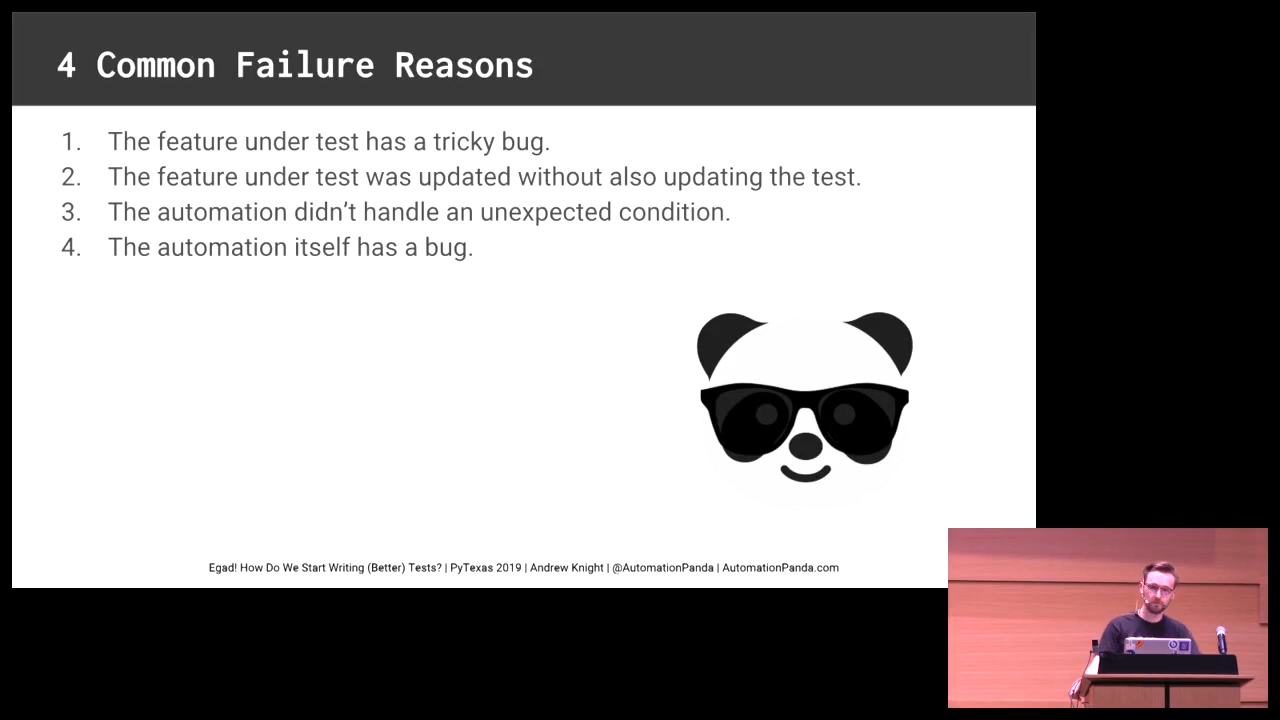 4 Common Failure Reasons
1. The feature under test has a tricky bug.
2. The feature under test was updated without also updating the test.
3. The automation didn’t handle an unexpected condition.
4. The automation itself has a bug.
Egad! How Do We Start Writing (Better) Tests? | PyTexas 2019 | Andrew Knight | @AutomationPanda | AutomationPanda.com